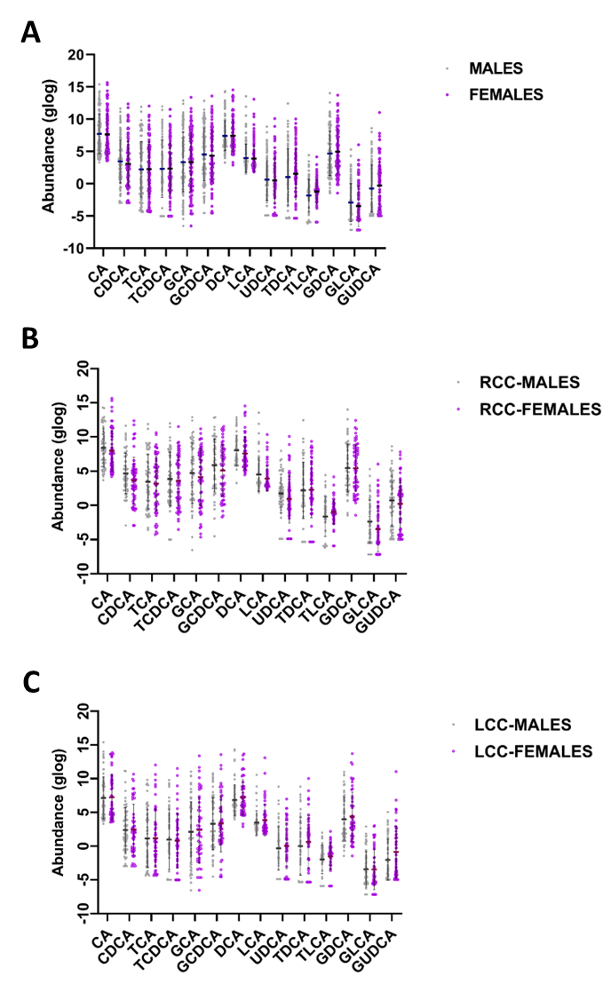 A
Abundance (glog)
20
15
10
5
0
-5
-10
CA
CDCA
TCA
TCDCA
GCA
GCDCA
DCA
LCA
UDCA
TDCA
TLCA
GDCA
GLCA
GUDCA
MALES
FEMALES
B
Abundance (glog)
20
15
10
5
0
-5
-10
CA
CDCA
TCA
TCDCA
GCA
GCDCA
DCA
LCA
UDCA
TDCA
TLCA
GDCA
GLCA
GUDCA
RCC-MALES
RCC-FEMALES
C
Abundance (glog)
20
15
10
5
0
-5
-10
CA
CDCA
TCA
TCDCA
GCA
GCDCA
DCA
LCA
UDCA
TDCA
TLCA
GDCA
GLCA
GUDCA
LCC-MALES
LCC-FEMALES